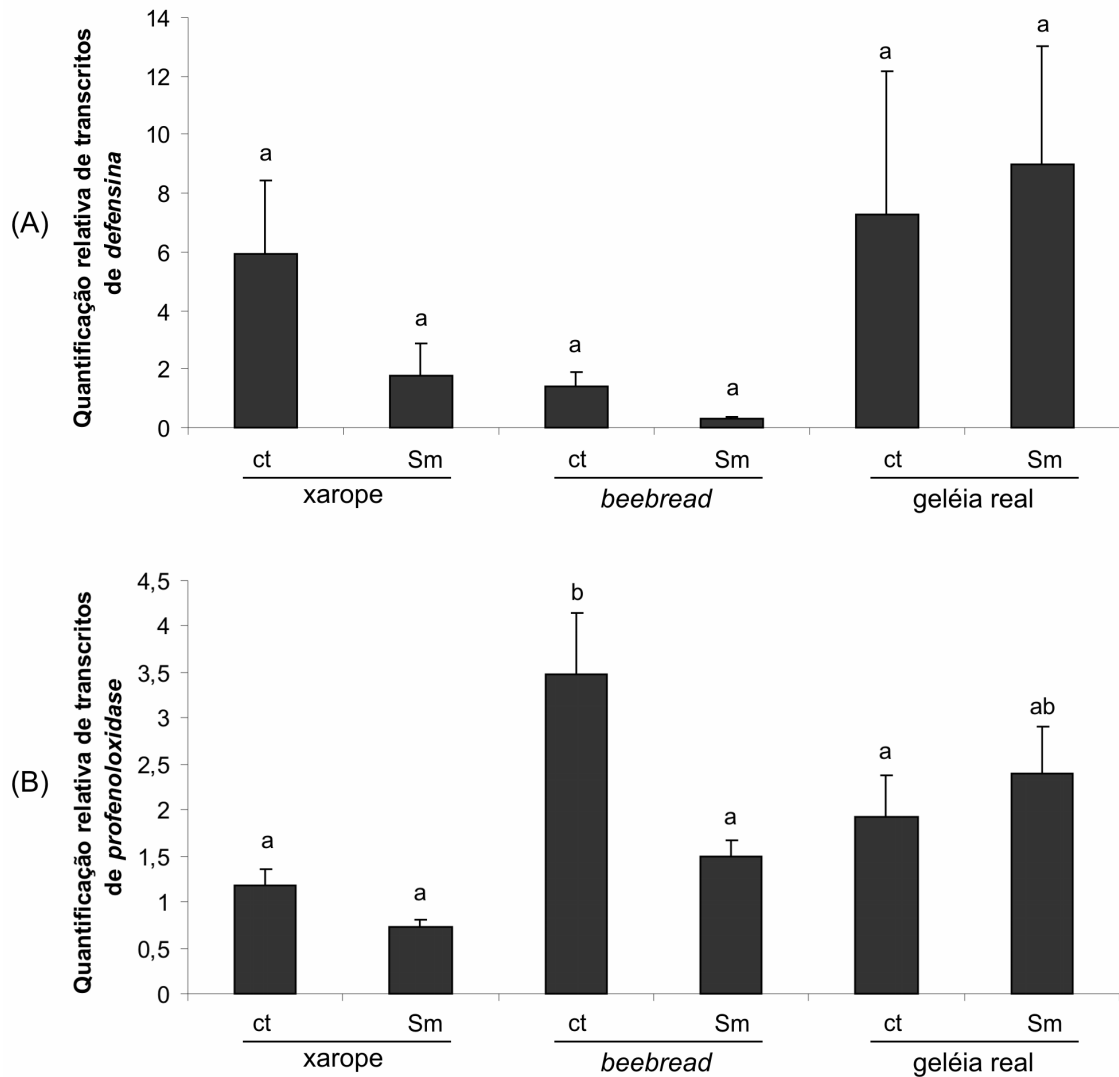 (A)
Quantificação relativa de transcritos
de defensina
14
12
10
8
6
4
2
0
a
a
a
a
a
a
ct
Sm
ct
Sm
ct
Sm
xarope
beebread
geléia real
(B)
Quantificação relativa de transcritos
de profenoloxidase
4,5
4
3,5
3
2,5
2
1,5
1
0,5
0
a
a
b
a
a
ab
ct
Sm
ct
Sm
ct
Sm
xarope
beebread
geléia real